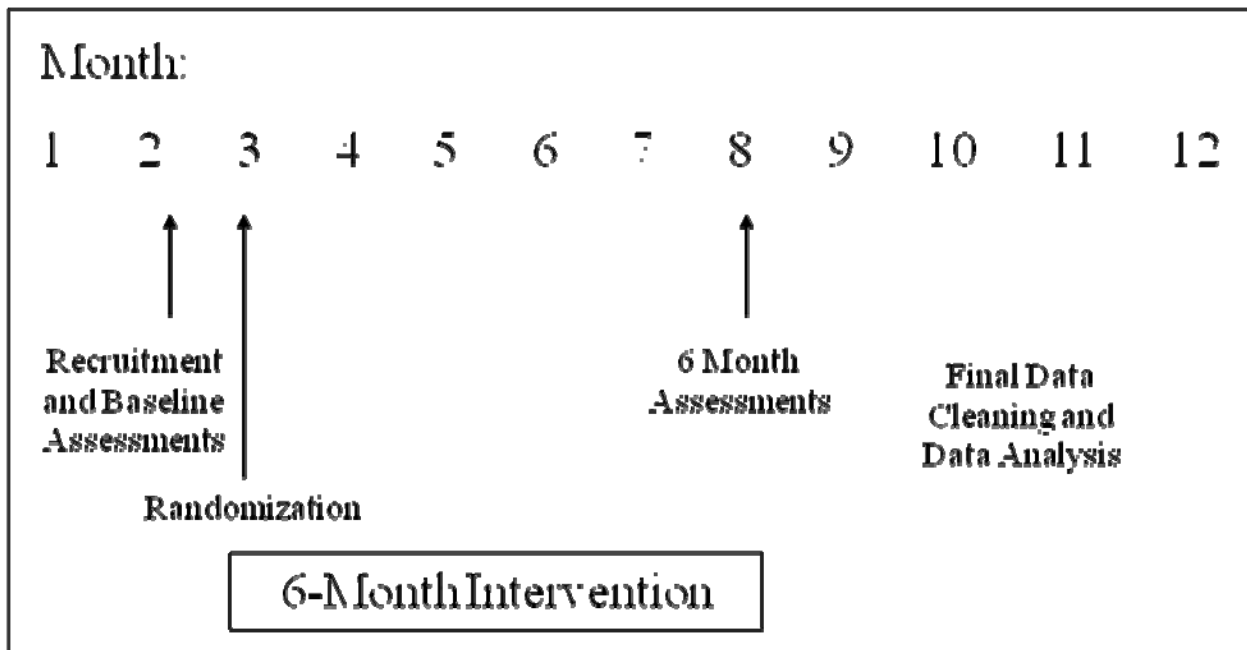 Month:
1 2 3 4 5 6 7 8 9 10 11 12
Recruitment
and Baseline
Assessments
6 Month
Assessments
Final Data
Cleaning and
Data Analysis
Randomization
6-Month Intervention